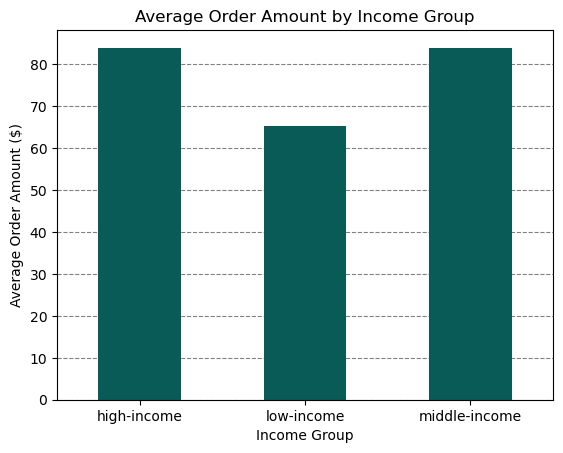 Average Order Amount by Income Group
Average Order Amount ($)
80
70
60
50
40
30
20
10
0
high-income low-income middle-income
Income Group